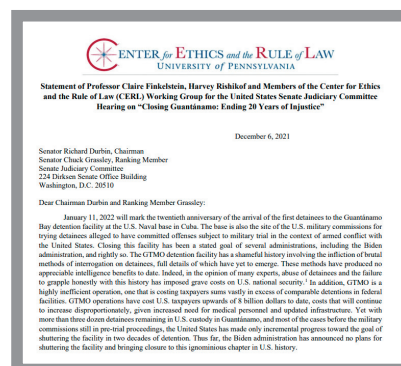 CENTER for ETHICS and the RULE of LAW
UNIVERSITY of PENNSYLVANIA
Statement of Professor Claire Finkelstein, Harvey Rishikof and Members of the Center for Ethics
and the Rule of Law (CERL) Working Group for the United States Senate Judiciary Committee
Hearing on “Closing Guantánamo: Ending 20 Years of Injustice”
December 6, 2021
Senator Richard Durbin, Chairman
Senator Chuck Grassley, Ranking Member
Senate Judiciary Committee
224 Dirksen Senate Office Building
Washington, D.C. 20510
Dear Chairman Durbin and Ranking Member Grassley:
January 11, 2022 will mark the twentieth anniversary of the arrival of the first detainees to the Guantánamo
Bay detention facility at the U.S. Naval base in Cuba. The base is also the site of the U.S. military commissions for
trying detainees alleged to have committed offenses subject to military trial in the context of armed conflict with
the United States. Closing this facility has been a stated goal of several administrations, including the Biden
administration, and rightly so. The GTMO detention facility has a shameful history involving the infliction of brutal
methods of interrogation on detainees, full details of which have yet to emerge. These methods have produced no
appreciable intelligence benefits to date. Indeed, in the opinion of many experts, abuse of detainees and the failure
to grapple honestly with this history has imposed grave costs on U.S. national security.¹ In addition, GTMO is a
highly inefficient operation, one that is costing taxpayers sums vastly in excess of comparable detentions in federal
facilities. GTMO operations have cost U.S. taxpayers upwards of 8 billion dollars to date, costs that will continue
to increase disproportionately, given increased need for medical personnel and updated infrastructure. Yet with
more than three dozen detainees remaining in U.S. custody in Guantánamo, and most of the cases before the military
commissions still in pre-trial proceedings, the United States has made only incremental progress toward the goal of
shuttering the facility in two decades of detention. Thus far, the Biden administration has announced no plans for
shuttering the facility and bringing closure to this ignominious chapter in U.S. history.